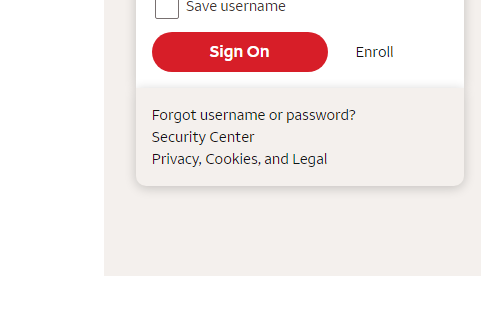 Save username
Sign On
Enroll
Forgot username or password?
Security Center
Privacy, Cookies, and Legal